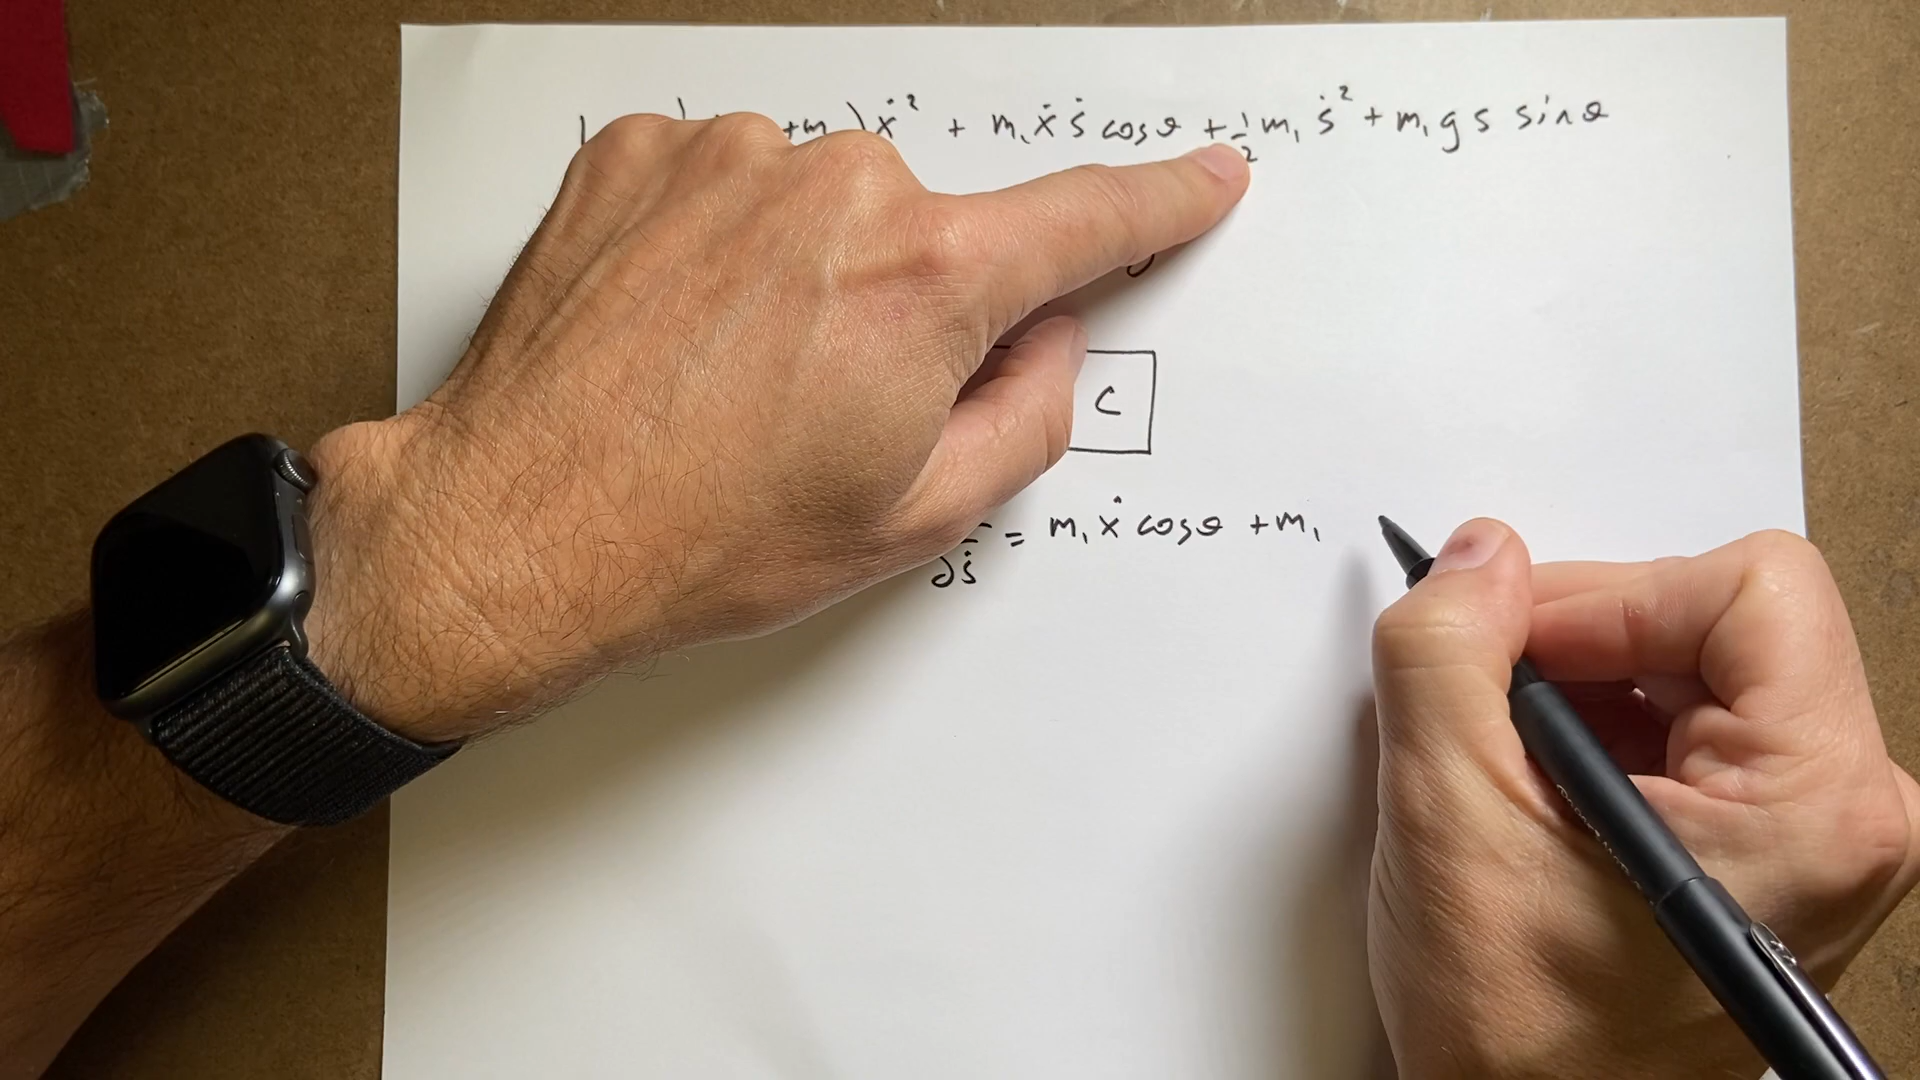 +m )ẋ² + m₁ẋṡ cosθ + ½m₁ṡ² + m₁gs sinθ
C
∂ṡ = m₁ẋ cosθ + m₁